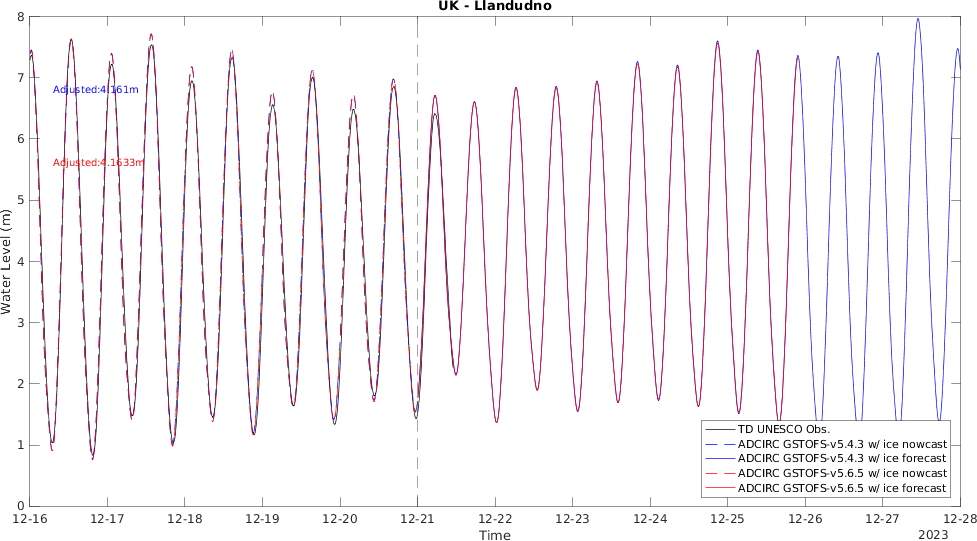 UK - Llandudno
8
7
6
5
4
3
2
1
0
Water Level (m)
Adjusted:4.161m
Adjusted:4.1633m
TD UNESCO Obs.
ADCIRC GSTOFS-v5.4.3 w/ ice nowcast
ADCIRC GSTOFS-v5.4.3 w/ ice forecast
ADCIRC GSTOFS-v5.6.5 w/ ice nowcast
ADCIRC GSTOFS-v5.6.5 w/ ice forecast
12-16 12-17 12-18 12-19 12-20 12-21 12-22 12-23 12-24 12-25 12-26 12-27 12-28
Time
2023